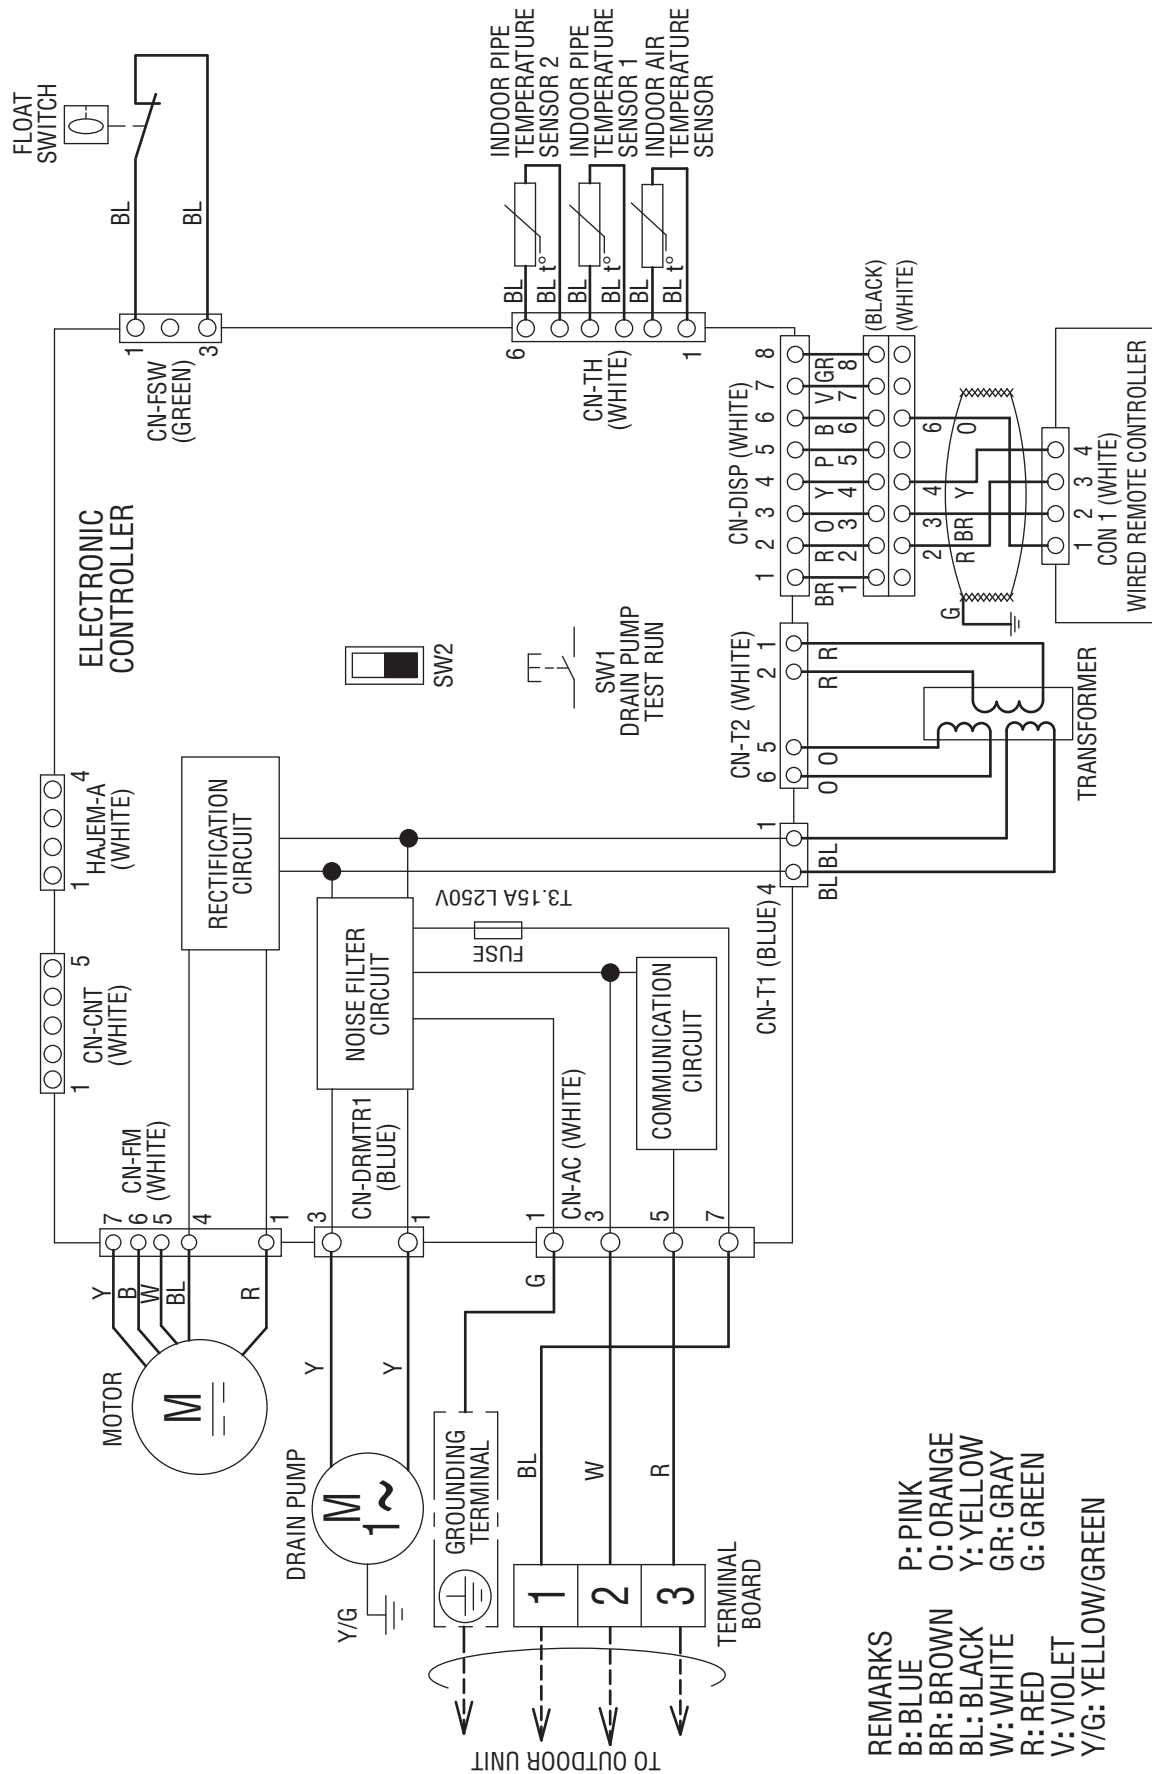 FLOAT
SWITCH
BL
BL
1
3
CN-FSW
(GREEN)
INDOOR PIPE
TEMPERATURE
SENSOR 2
INDOOR PIPE
TEMPERATURE
SENSOR 1
INDOOR AIR
TEMPERATURE
SENSOR
BL
BL t°
BL
BL t°
BL
BL t°
6
1
CN-TH
(WHITE)
ELECTRONIC
CONTROLLER
SW2
SW1
DRAIN PUMP
TEST RUN
1 HAJEM-A 4
(WHITE)
1 CN-CNT 5
(WHITE)
RECTIFICATION
CIRCUIT
NOISE FILTER
CIRCUIT
FUSE
T3.15A L250V
COMMUNICATION
CIRCUIT
CN-DISP (WHITE)
1 2 3 4 5 6 7 8
BR R O Y P B V GR
1 2 3 4 5 6 7 8
(BLACK)
(WHITE)
2 3 4 6
R BR Y O
G
1 2 3 4
CON 1 (WHITE)
WIRED REMOTE CONTROLLER
CN-T2 (WHITE)
6 5 2 1
O O R R
TRANSFORMER
CN-T1 (BLUE) 4 1
BL BL
CN-FM
(WHITE)
7
6
5
4
1
Y
B
W
BL
R
MOTOR
M
CN-DRMTR1
(BLUE)
3
1
Y
Y
DRAIN PUMP
M
1~
Y/G
CN-AC (WHITE)
1
3
5
7
G
BL
W
R
GROUNDING
TERMINAL
1
2
3
TERMINAL
BOARD
TO OUTDOOR UNIT
REMARKS
B: BLUE P: PINK
BR: BROWN O: ORANGE
BL: BLACK Y: YELLOW
W: WHITE GR: GRAY
R: RED G: GREEN
V: VIOLET
Y/G: YELLOW/GREEN